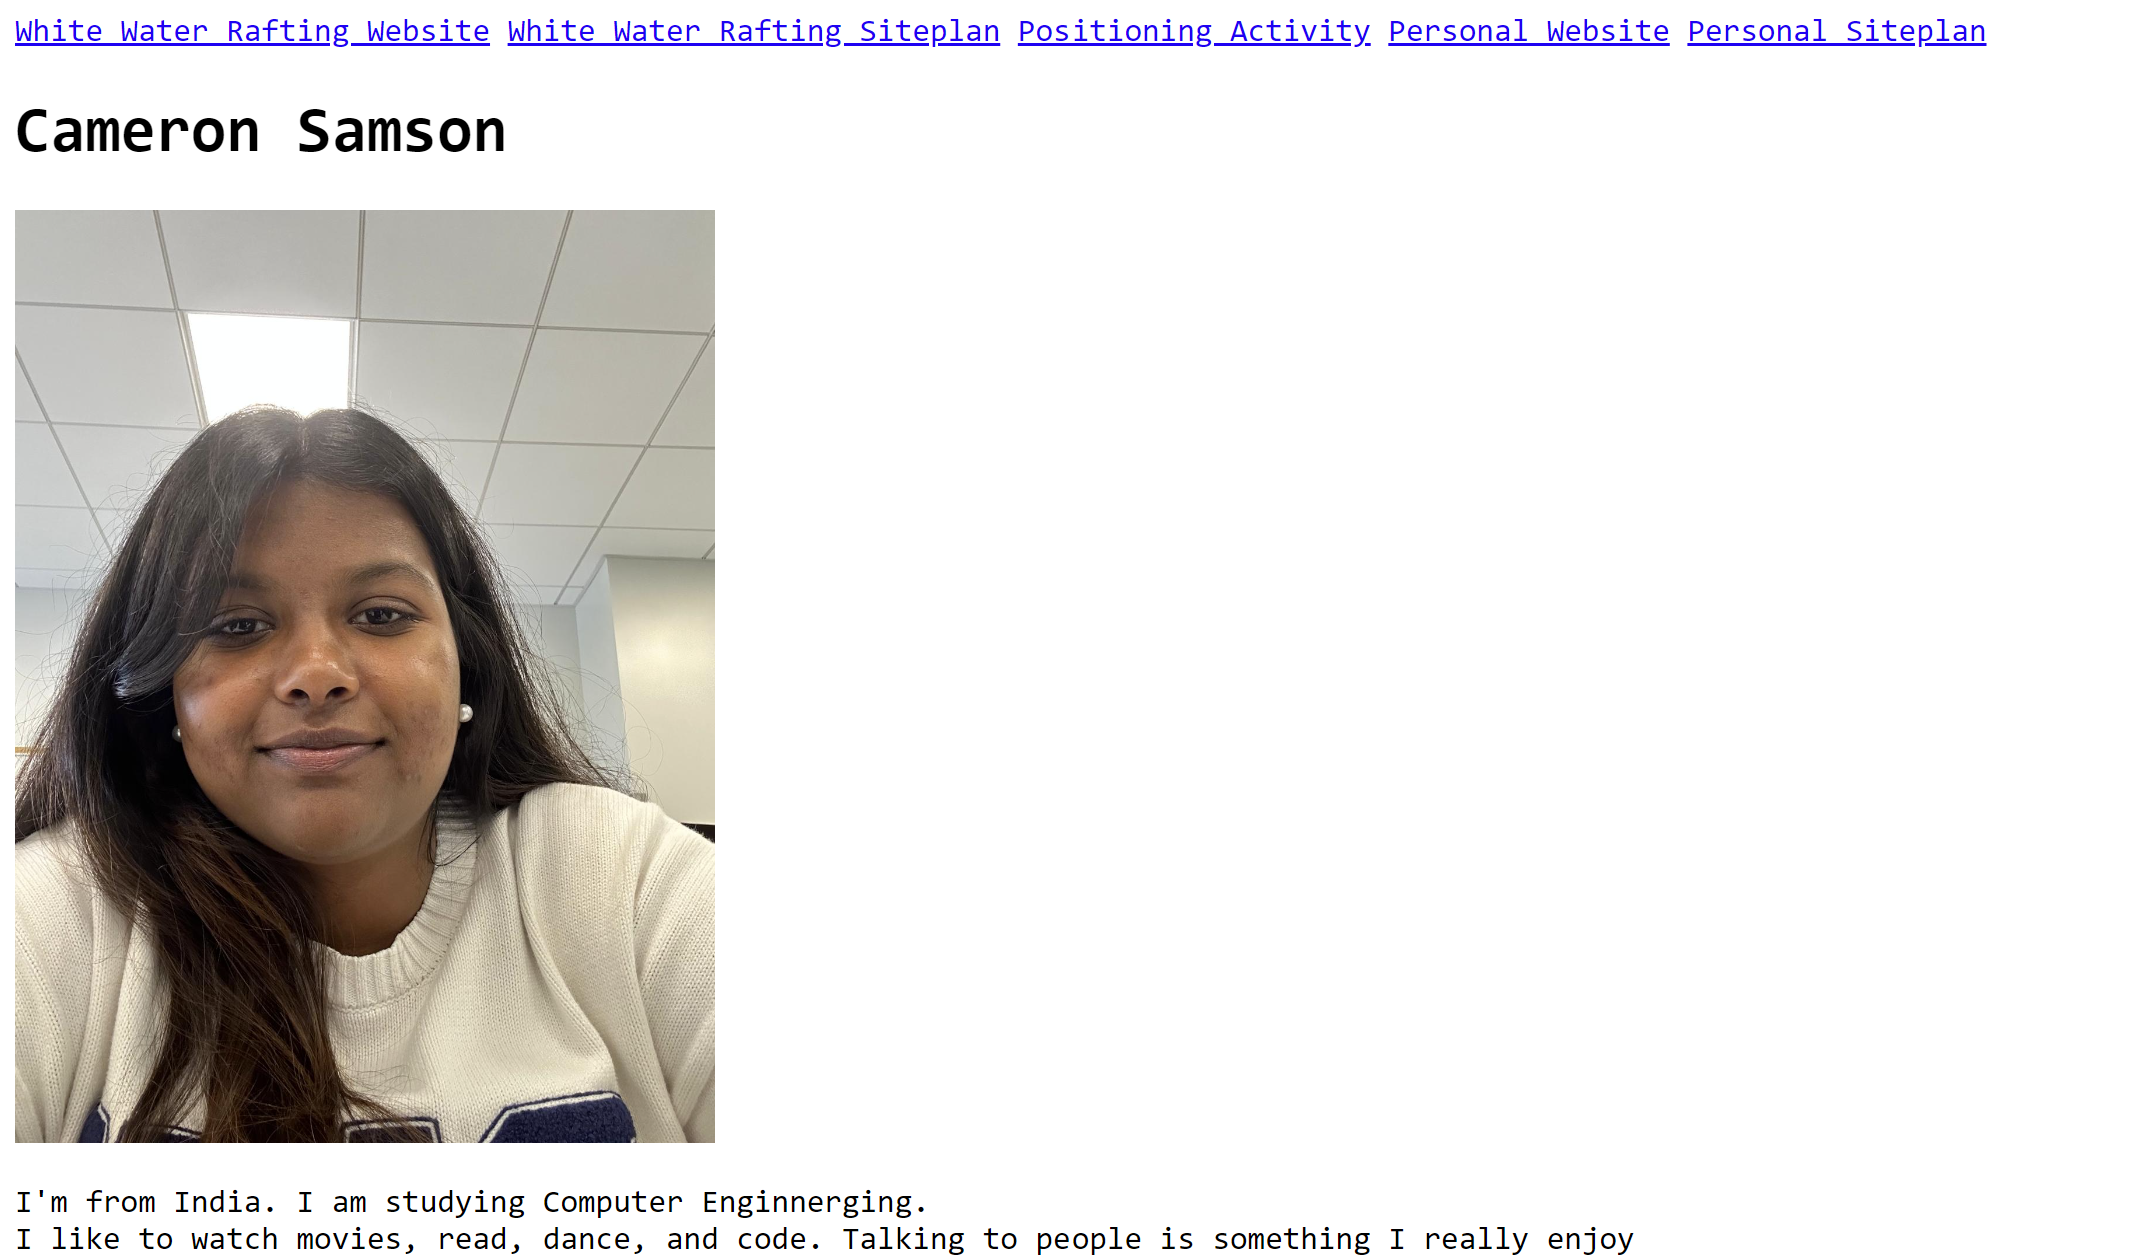 White Water Rafting Website White Water Rafting Siteplan Positioning Activity Personal Website Personal Siteplan
Cameron Samson
I'm from India. I am studying Computer Enginnerging.
I like to watch movies, read, dance, and code. Talking to people is something I really enjoy